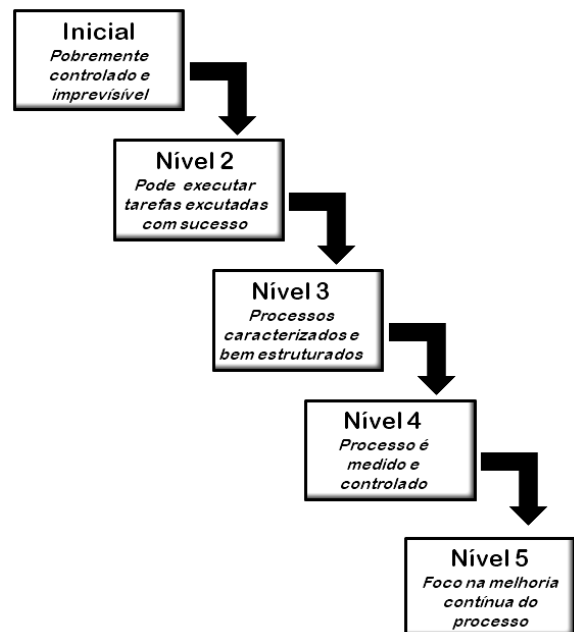 Inicial
Pobremente
controlado e
imprevísível
Nível 2
Pode executar
tarefas excutadas
com sucesso
Nível 3
Processos
caracterizados e
bem estruturados
Nível 4
Processo é
medido e
controlado
Nível 5
Foco na melhoria
contínua do
processo